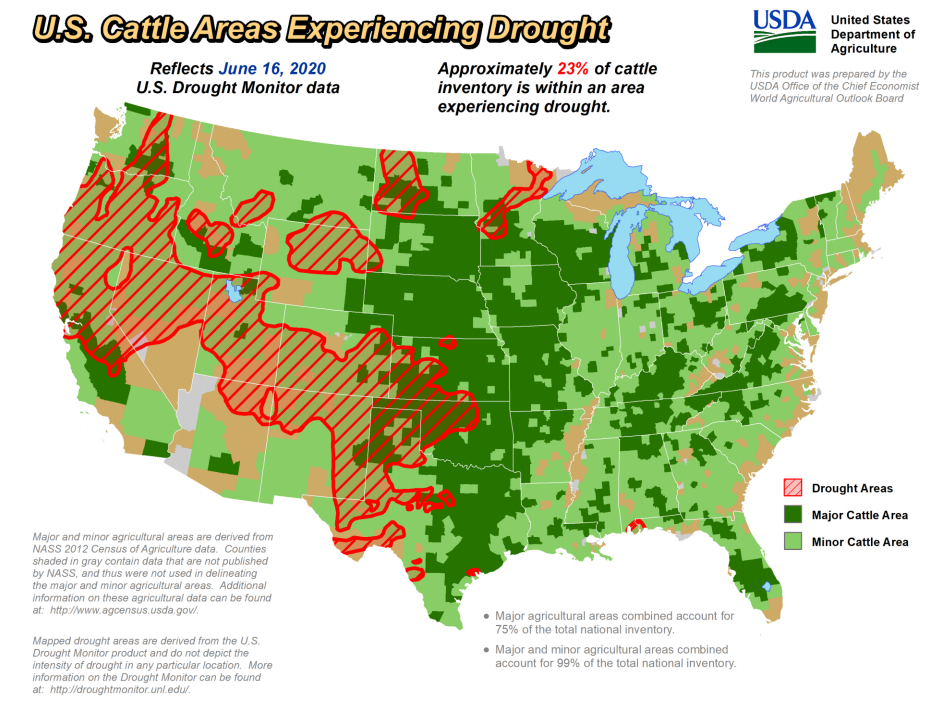 U.S. Cattle Areas Experiencing Drought
Reflects June 16, 2020
U.S. Drought Monitor data
Approximately 23% of cattle
inventory is within an area
experiencing drought.
USDA
United States
Department of
Agriculture
This product was prepared by the
USDA Office of the Chief Economist
World Agricultural Outlook Board
Drought Areas
Major Cattle Area
Minor Cattle Area
Major and minor agricultural areas are derived from
NASS 2012 Census of Agriculture data. Counties
shaded in gray contain data that are not published
by NASS, and thus were not used in delineating
the major and minor agricultural areas. Additional
information on these agricultural data can be found
at: http://www.agcensus.usda.gov/.
Mapped drought areas are derived from the U.S.
Drought Monitor product and do not depict the
intensity of drought in any particular location. More
information on the Drought Monitor can be found
at: http://droughtmonitor.unl.edu/.
● Major agricultural areas combined account for
75% of the total national inventory.
● Major and minor agricultural areas combined
account for 99% of the total national inventory.